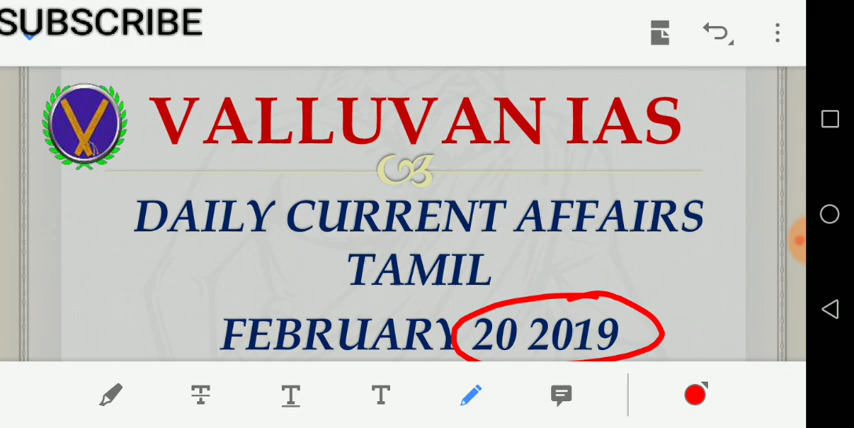 SUBSCRIBE
VALLUVAN IAS
DAILY CURRENT AFFAIRS
TAMIL
FEBRUARY 20 2019